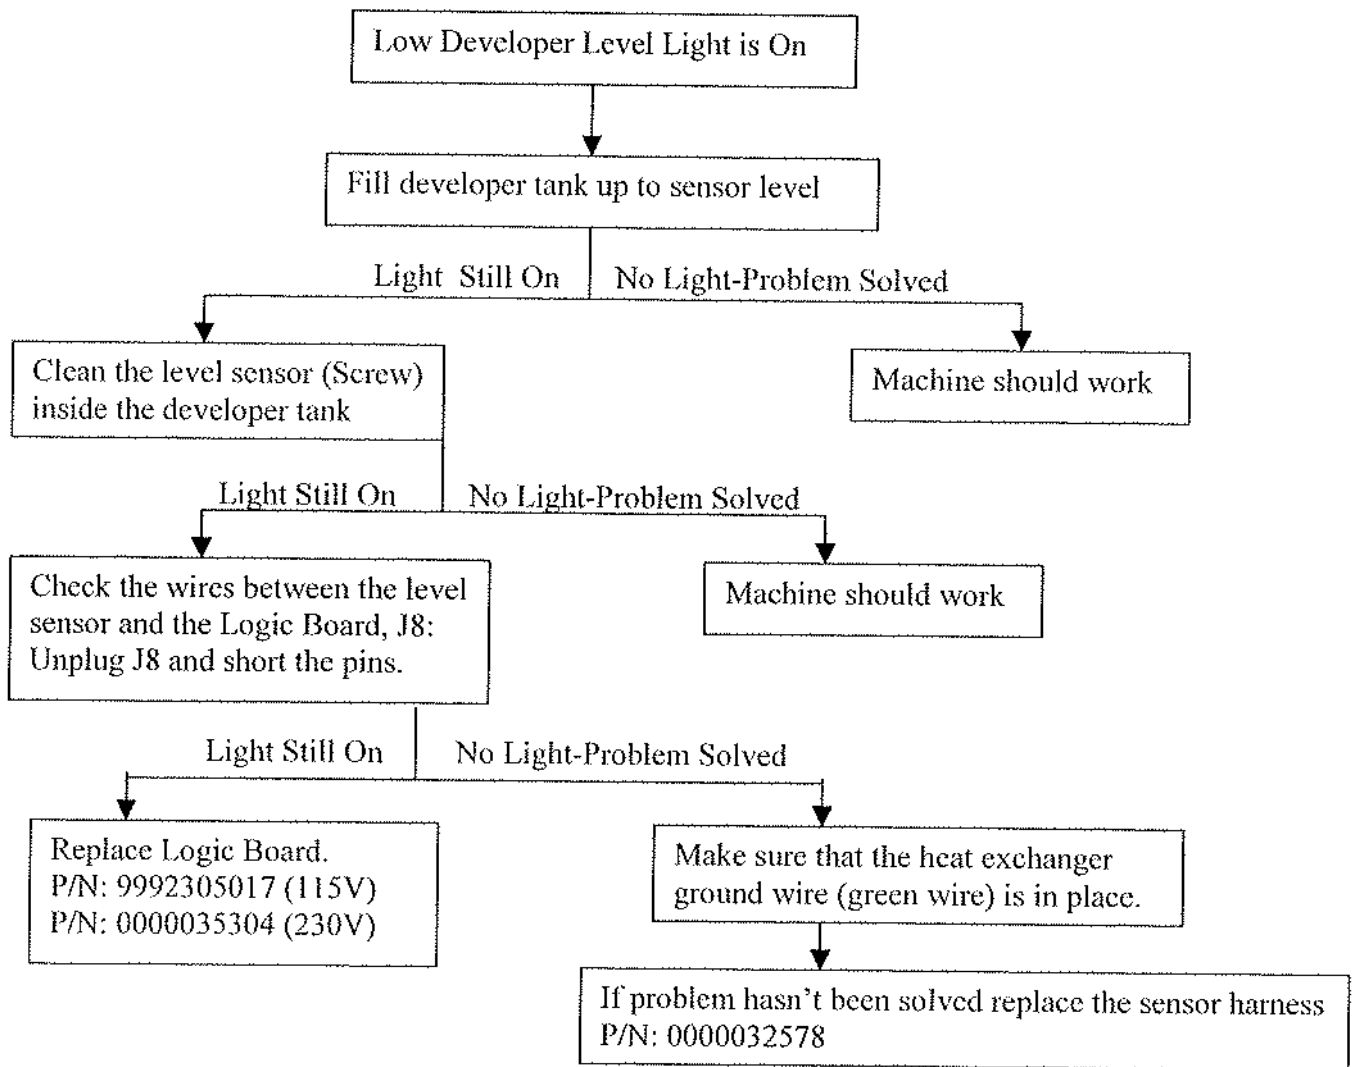 Low Developer Level Light is On
Fill developer tank up to sensor level
Light Still On
No Light-Problem Solved
Clean the level sensor (Screw)
inside the developer tank
Machine should work
Light Still On
No Light-Problem Solved
Check the wires between the level
sensor and the Logic Board, J8:
Unplug J8 and short the pins.
Machine should work
Light Still On
No Light-Problem Solved
Replace Logic Board.
P/N: 9992305017 (115V)
P/N: 0000035304 (230V)
Make sure that the heat exchanger
ground wire (green wire) is in place.
If problem hasn't been solved replace the sensor harness
P/N: 0000032578